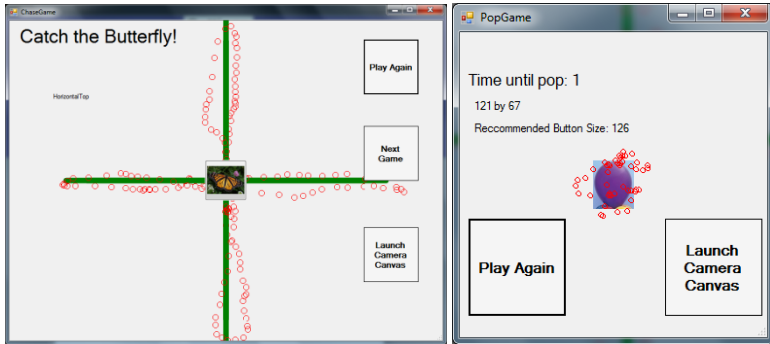 ChaseGame
Catch the Butterfly!
HorizontalTop
Play Again
Next
Game
Launch
Camera
Canvas
PopGame
Time until pop: 1
121 by 67
Reccommended Button Size: 126
Play Again
Launch
Camera
Canvas